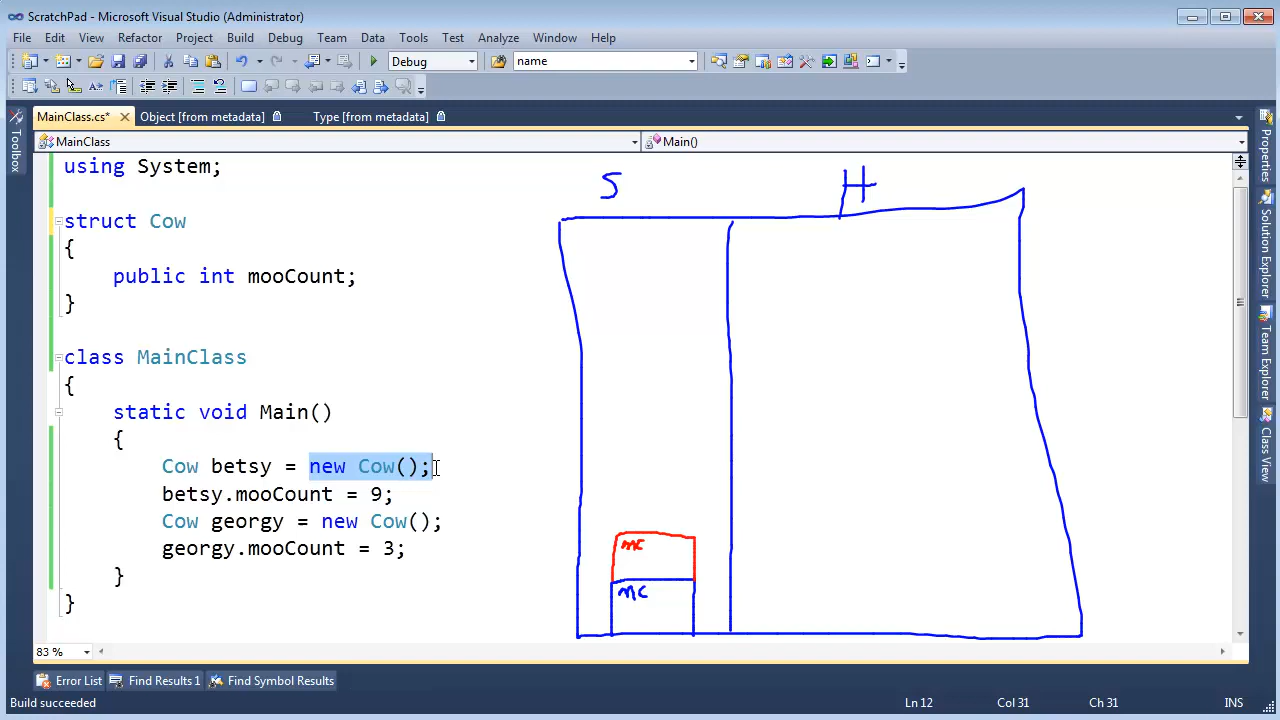 ScratchPad - Microsoft Visual Studio (Administrator)
File Edit View Refactor Project Build Debug Team Data Tools Test Analyze Window Help
Debug name
MainClass.cs* Object [from metadata] Type [from metadata]
MainClass Main()
Toolbox
using System;
struct Cow
{
public int mooCount;
}
class MainClass
{
static void Main()
{
Cow betsy = new Cow();
betsy.mooCount = 9;
Cow georgy = new Cow();
georgy.mooCount = 3;
}
}
S H
MC
MC
Properties
Solution Explorer
Team Explorer
Class View
83 %
Error List Find Results 1 Find Symbol Results
Build succeeded Ln 12 Col 31 Ch 31 INS